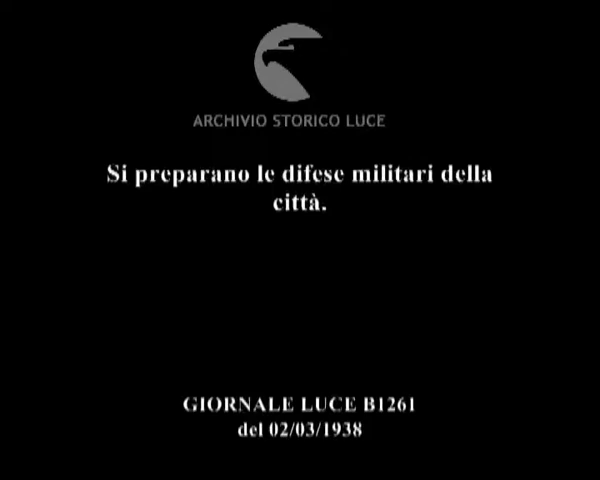 ARCHIVIO STORICO LUCE
Si preparano le difese militari della
città.
GIORNALE LUCE B1261
del 02/03/1938